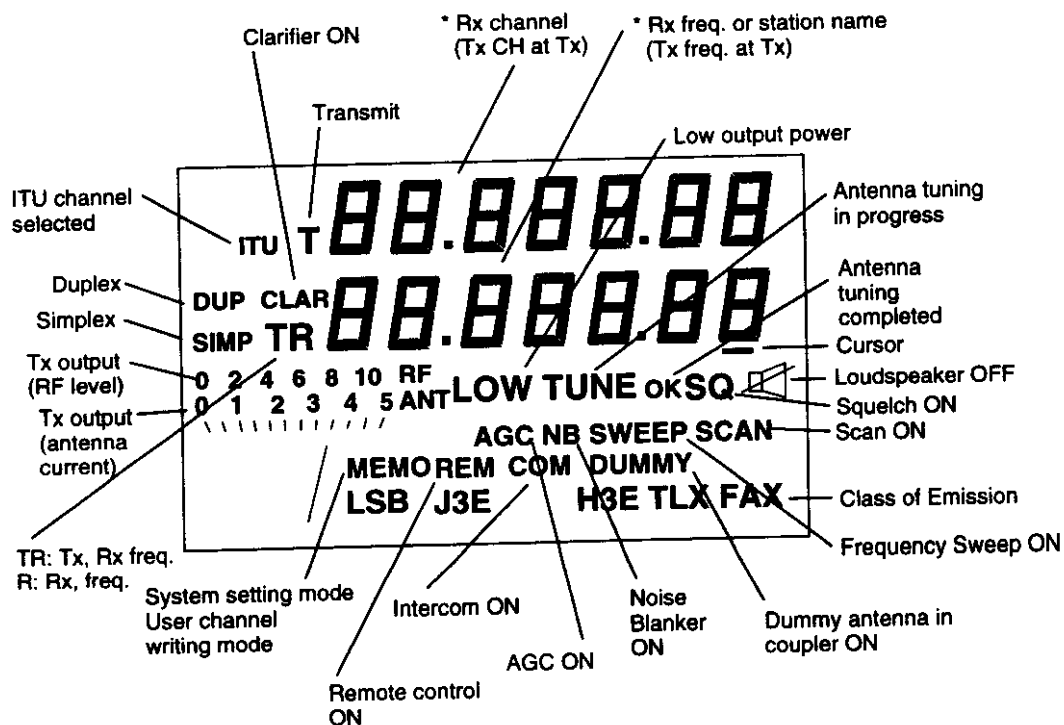 * Rx channel
(Tx CH at Tx)
* Rx freq. or station name
(Tx freq. at Tx)
Clarifier ON
Transmit
Low output power
ITU channel
selected
Antenna tuning
in progress
ITU T 88.888.88
Duplex
Antenna
tuning
completed
DUP CLAR
Simplex
SIMP TR 88.888.88
Cursor
Tx output
(RF level)
0 2 4 6 8 10 RF
LOW TUNE OK SQ
Loudspeaker OFF
0 1 2 3 4 5 ANT
Squelch ON
Tx output
(antenna
current)
AGC NB SWEEP SCAN
Scan ON
MEMO REM COM DUMMY
LSB J3E H3E TLX FAX
Class of Emission
TR: Tx, Rx freq.
R: Rx, freq.
Frequency Sweep ON
System setting mode
User channel
writing mode
Intercom ON
Noise
Blanker
ON
Dummy antenna in
coupler ON
AGC ON
Remote control
ON